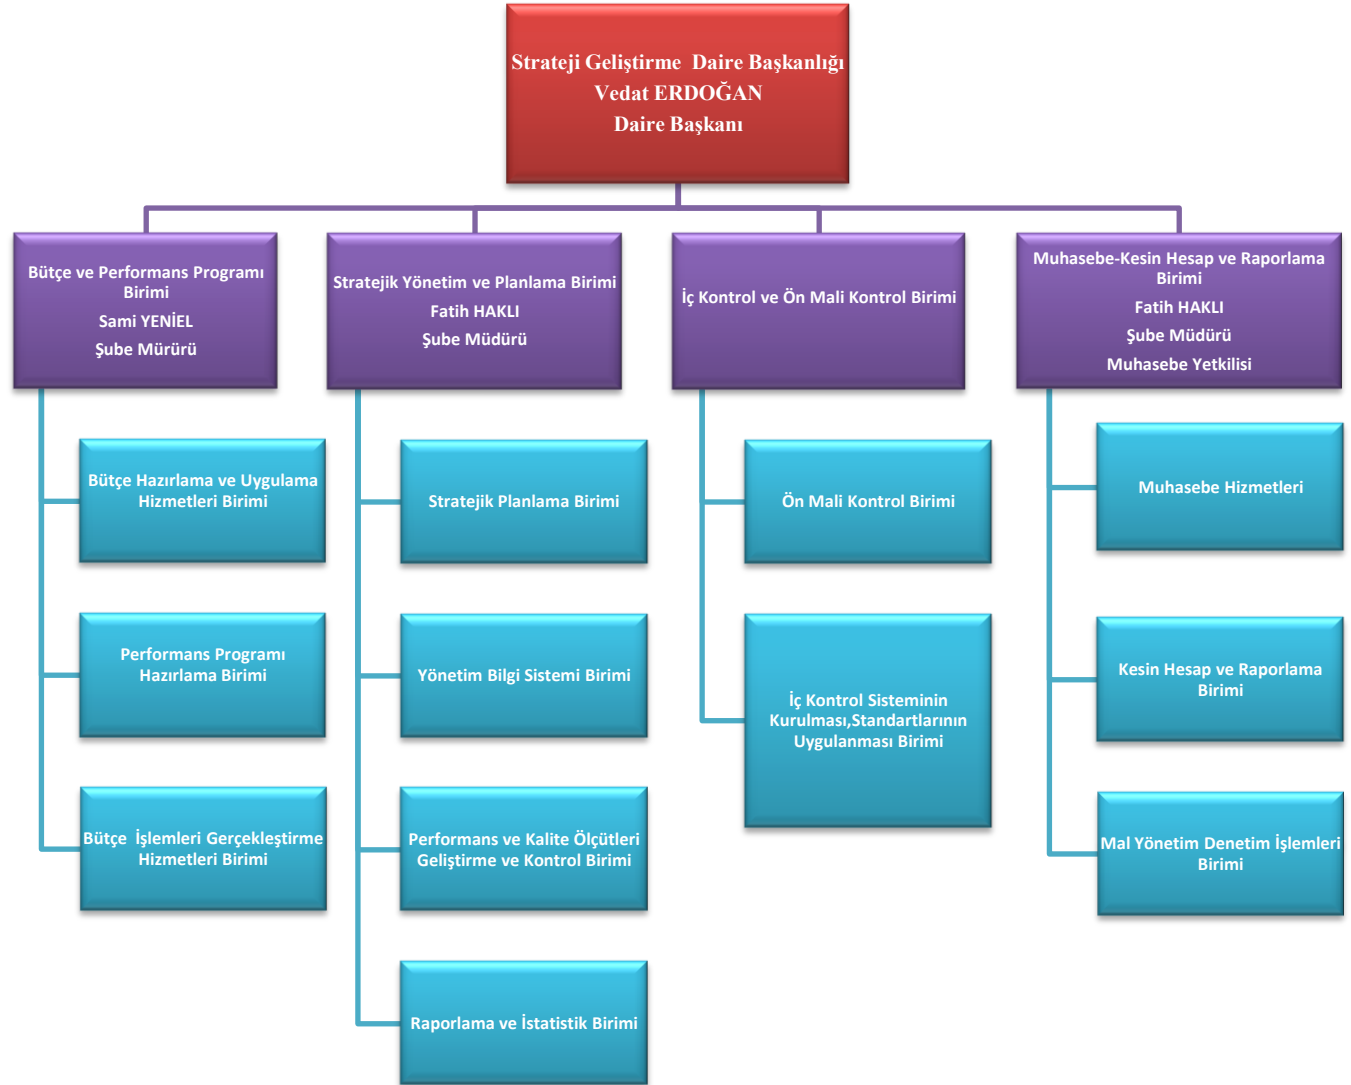 Strateji Geliştirme  Daire Başkanlığı
Vedat ERDOĞAN
Daire Başkanı
Bütçe ve Performans Programı
Birimi
Sami YENİEL
Şube Mürürü
Stratejik Yönetim ve Planlama Birimi
Fatih HAKLI
Şube Müdürü
İç Kontrol ve Ön Mali Kontrol Birimi
Muhasebe-Kesin Hesap ve Raporlama
Birimi
Fatih HAKLI
Şube Müdürü
Muhasebe Yetkilisi
Bütçe Hazırlama ve Uygulama
Hizmetleri Birimi
Performans Programı
Hazırlama Birimi
Bütçe  İşlemleri Gerçekleştirme
Hizmetleri Birimi
Stratejik Planlama Birimi
Yönetim Bilgi Sistemi Birimi
Performans ve Kalite Ölçütleri
Geliştirme ve Kontrol Birimi
Raporlama ve İstatistik Birimi
Ön Mali Kontrol Birimi
İç Kontrol Sisteminin
Kurulması,Standartlarının
Uygulanması Birimi
Muhasebe Hizmetleri
Kesin Hesap ve Raporlama
Birimi
Mal Yönetim Denetim İşlemleri
Birimi